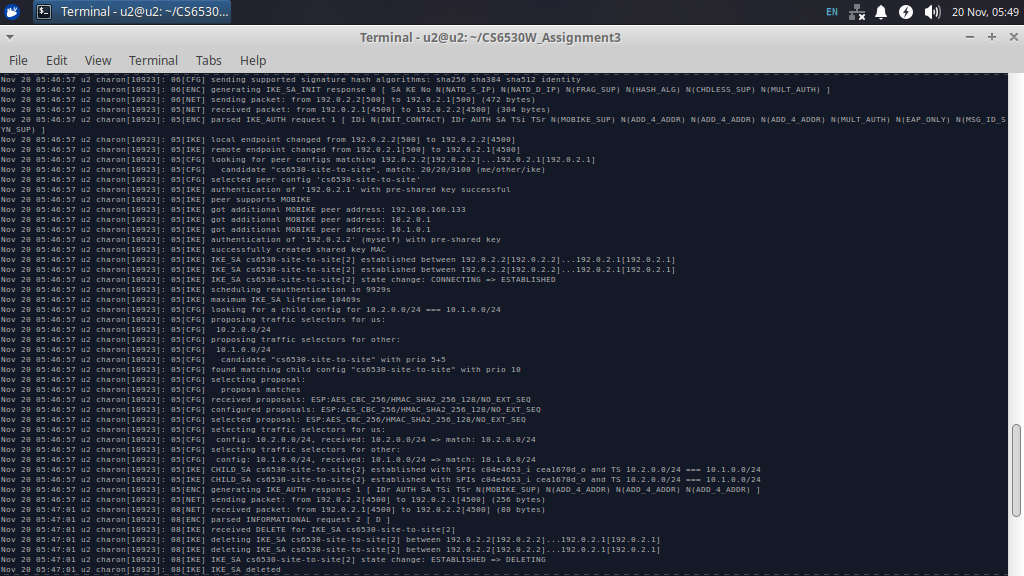 Terminal - u2@u2: ~/CS6530...
EN
20 Nov, 05:49
Terminal - u2@u2: ~/CS6530W_Assignment3
File Edit View Terminal Tabs Help
Nov 20 05:46:57 u2 charon[10923]: 06[CFG] sending supported signature hash algorithms: sha256 sha384 sha512 identity
Nov 20 05:46:57 u2 charon[10923]: 06[ENC] generating IKE_SA_INIT response 0 [ SA KE No N(NATD_S_IP) N(NATD_D_IP) N(FRAG_SUP) N(HASH_ALG) N(CHDLESS_SUP) N(MULT_AUTH) ]
Nov 20 05:46:57 u2 charon[10923]: 06[NET] sending packet: from 192.0.2.2[500] to 192.0.2.1[500] (472 bytes)
Nov 20 05:46:57 u2 charon[10923]: 05[NET] received packet: from 192.0.2.1[4500] to 192.0.2.2[4500] (304 bytes)
Nov 20 05:46:57 u2 charon[10923]: 05[ENC] parsed IKE_AUTH request 1 [ IDi N(INIT_CONTACT) IDr AUTH SA TSi TSr N(MOBIKE_SUP) N(ADD_4_ADDR) N(ADD_4_ADDR) N(ADD_4_ADDR) N(MULT_AUTH) N(EAP_ONLY) N(MSG_ID_S
YN_SUP) ]
Nov 20 05:46:57 u2 charon[10923]: 05[IKE] local endpoint changed from 192.0.2.2[500] to 192.0.2.2[4500]
Nov 20 05:46:57 u2 charon[10923]: 05[IKE] remote endpoint changed from 192.0.2.1[500] to 192.0.2.1[4500]
Nov 20 05:46:57 u2 charon[10923]: 05[CFG] looking for peer configs matching 192.0.2.2[192.0.2.2]...192.0.2.1[192.0.2.1]
Nov 20 05:46:57 u2 charon[10923]: 05[CFG]   candidate "cs6530-site-to-site", match: 20/20/3100 (me/other/ike)
Nov 20 05:46:57 u2 charon[10923]: 05[CFG] selected peer config 'cs6530-site-to-site'
Nov 20 05:46:57 u2 charon[10923]: 05[IKE] authentication of '192.0.2.1' with pre-shared key successful
Nov 20 05:46:57 u2 charon[10923]: 05[IKE] peer supports MOBIKE
Nov 20 05:46:57 u2 charon[10923]: 05[IKE] got additional MOBIKE peer address: 192.168.160.133
Nov 20 05:46:57 u2 charon[10923]: 05[IKE] got additional MOBIKE peer address: 10.2.0.1
Nov 20 05:46:57 u2 charon[10923]: 05[IKE] got additional MOBIKE peer address: 10.1.0.1
Nov 20 05:46:57 u2 charon[10923]: 05[IKE] authentication of '192.0.2.2' (myself) with pre-shared key
Nov 20 05:46:57 u2 charon[10923]: 05[IKE] successfully created shared key MAC
Nov 20 05:46:57 u2 charon[10923]: 05[IKE] IKE_SA cs6530-site-to-site[2] established between 192.0.2.2[192.0.2.2]...192.0.2.1[192.0.2.1]
Nov 20 05:46:57 u2 charon[10923]: 05[IKE] IKE_SA cs6530-site-to-site[2] established between 192.0.2.2[192.0.2.2]...192.0.2.1[192.0.2.1]
Nov 20 05:46:57 u2 charon[10923]: 05[IKE] IKE_SA cs6530-site-to-site[2] state change: CONNECTING => ESTABLISHED
Nov 20 05:46:57 u2 charon[10923]: 05[IKE] scheduling reauthentication in 9929s
Nov 20 05:46:57 u2 charon[10923]: 05[IKE] maximum IKE_SA lifetime 10469s
Nov 20 05:46:57 u2 charon[10923]: 05[CFG] looking for a child config for 10.2.0.0/24 === 10.1.0.0/24
Nov 20 05:46:57 u2 charon[10923]: 05[CFG] proposing traffic selectors for us:
Nov 20 05:46:57 u2 charon[10923]: 05[CFG]  10.2.0.0/24
Nov 20 05:46:57 u2 charon[10923]: 05[CFG] proposing traffic selectors for other:
Nov 20 05:46:57 u2 charon[10923]: 05[CFG]  10.1.0.0/24
Nov 20 05:46:57 u2 charon[10923]: 05[CFG]   candidate "cs6530-site-to-site" with prio 5+5
Nov 20 05:46:57 u2 charon[10923]: 05[CFG] found matching child config "cs6530-site-to-site" with prio 10
Nov 20 05:46:57 u2 charon[10923]: 05[CFG] selecting proposal:
Nov 20 05:46:57 u2 charon[10923]: 05[CFG]   proposal matches
Nov 20 05:46:57 u2 charon[10923]: 05[CFG] received proposals: ESP:AES_CBC_256/HMAC_SHA2_256_128/NO_EXT_SEQ
Nov 20 05:46:57 u2 charon[10923]: 05[CFG] configured proposals: ESP:AES_CBC_256/HMAC_SHA2_256_128/NO_EXT_SEQ
Nov 20 05:46:57 u2 charon[10923]: 05[CFG] selected proposal: ESP:AES_CBC_256/HMAC_SHA2_256_128/NO_EXT_SEQ
Nov 20 05:46:57 u2 charon[10923]: 05[CFG] selecting traffic selectors for us:
Nov 20 05:46:57 u2 charon[10923]: 05[CFG]  config: 10.2.0.0/24, received: 10.2.0.0/24 => match: 10.2.0.0/24
Nov 20 05:46:57 u2 charon[10923]: 05[CFG] selecting traffic selectors for other:
Nov 20 05:46:57 u2 charon[10923]: 05[CFG]  config: 10.1.0.0/24, received: 10.1.0.0/24 => match: 10.1.0.0/24
Nov 20 05:46:57 u2 charon[10923]: 05[IKE] CHILD_SA cs6530-site-to-site{2} established with SPIs c04e4653_i cea1670d_o and TS 10.2.0.0/24 === 10.1.0.0/24
Nov 20 05:46:57 u2 charon[10923]: 05[IKE] CHILD_SA cs6530-site-to-site{2} established with SPIs c04e4653_i cea1670d_o and TS 10.2.0.0/24 === 10.1.0.0/24
Nov 20 05:46:57 u2 charon[10923]: 05[ENC] generating IKE_AUTH response 1 [ IDr AUTH SA TSi TSr N(MOBIKE_SUP) N(ADD_4_ADDR) N(ADD_4_ADDR) N(ADD_4_ADDR) ]
Nov 20 05:46:57 u2 charon[10923]: 05[NET] sending packet: from 192.0.2.2[4500] to 192.0.2.1[4500] (256 bytes)
Nov 20 05:47:01 u2 charon[10923]: 08[NET] received packet: from 192.0.2.1[4500] to 192.0.2.2[4500] (80 bytes)
Nov 20 05:47:01 u2 charon[10923]: 08[ENC] parsed INFORMATIONAL request 2 [ D ]
Nov 20 05:47:01 u2 charon[10923]: 08[IKE] received DELETE for IKE_SA cs6530-site-to-site[2]
Nov 20 05:47:01 u2 charon[10923]: 08[IKE] deleting IKE_SA cs6530-site-to-site[2] between 192.0.2.2[192.0.2.2]...192.0.2.1[192.0.2.1]
Nov 20 05:47:01 u2 charon[10923]: 08[IKE] deleting IKE_SA cs6530-site-to-site[2] between 192.0.2.2[192.0.2.2]...192.0.2.1[192.0.2.1]
Nov 20 05:47:01 u2 charon[10923]: 08[IKE] IKE_SA cs6530-site-to-site[2] state change: ESTABLISHED => DELETING
Nov 20 05:47:01 u2 charon[10923]: 08[IKE] IKE_SA deleted